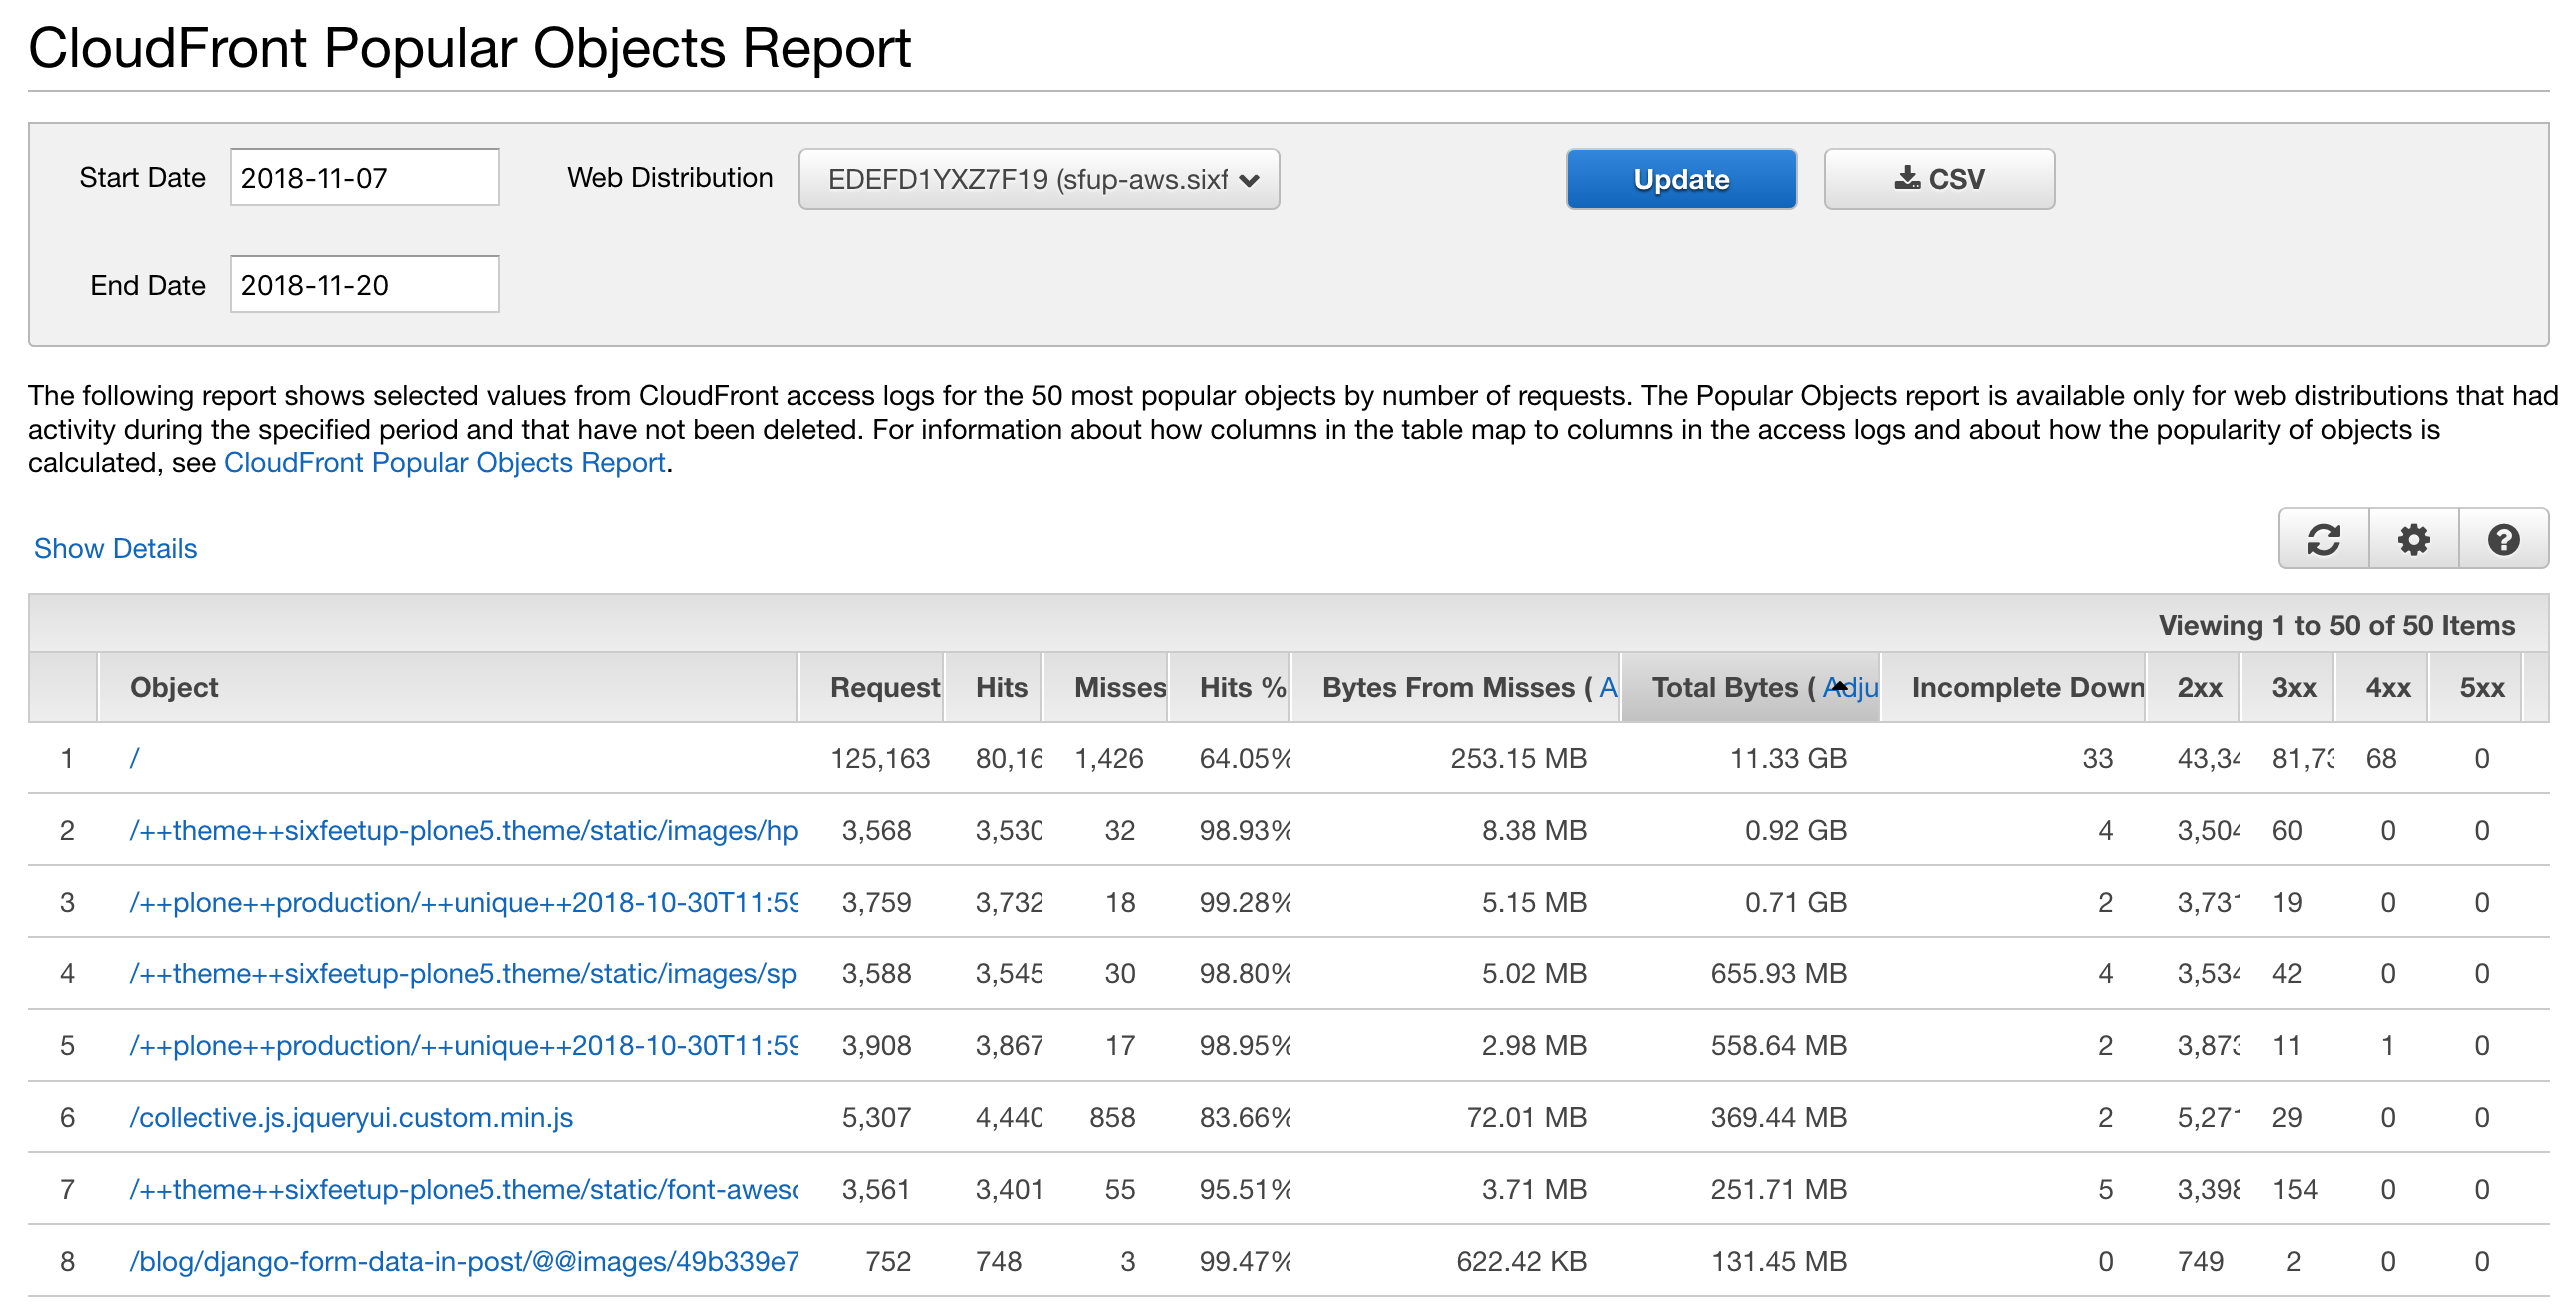 CloudFront Popular Objects Report
Start Date 2018-11-07 Web Distribution EDEFD1YXZ7F19 (sfup-aws.sixf Update CSV
End Date 2018-11-20
The following report shows selected values from CloudFront access logs for the 50 most popular objects by number of requests. The Popular Objects report is available only for web distributions that had
activity during the specified period and that have not been deleted. For information about how columns in the table map to columns in the access logs and about how the popularity of objects is
calculated, see CloudFront Popular Objects Report.
Show Details
Viewing 1 to 50 of 50 Items
Object Request Hits Misses Hits % Bytes From Misses ( A Total Bytes ( Adju Incomplete Down 2xx 3xx 4xx 5xx
1 / 125,163 80,16 1,426 64.05% 253.15 MB 11.33 GB 33 43,34 81,73 68 0
2 /++theme++sixfeetup-plone5.theme/static/images/hp 3,568 3,530 32 98.93% 8.38 MB 0.92 GB 4 3,504 60 0 0
3 /++plone++production/++unique++2018-10-30T11:59 3,759 3,732 18 99.28% 5.15 MB 0.71 GB 2 3,731 19 0 0
4 /++theme++sixfeetup-plone5.theme/static/images/sp 3,588 3,545 30 98.80% 5.02 MB 655.93 MB 4 3,534 42 0 0
5 /++plone++production/++unique++2018-10-30T11:59 3,908 3,867 17 98.95% 2.98 MB 558.64 MB 2 3,873 11 1 0
6 /collective.js.jqueryui.custom.min.js 5,307 4,440 858 83.66% 72.01 MB 369.44 MB 2 5,271 29 0 0
7 /++theme++sixfeetup-plone5.theme/static/font-aweso 3,561 3,401 55 95.51% 3.71 MB 251.71 MB 5 3,398 154 0 0
8 /blog/django-form-data-in-post/@@images/49b339e7 752 748 3 99.47% 622.42 KB 131.45 MB 0 749 2 0 0